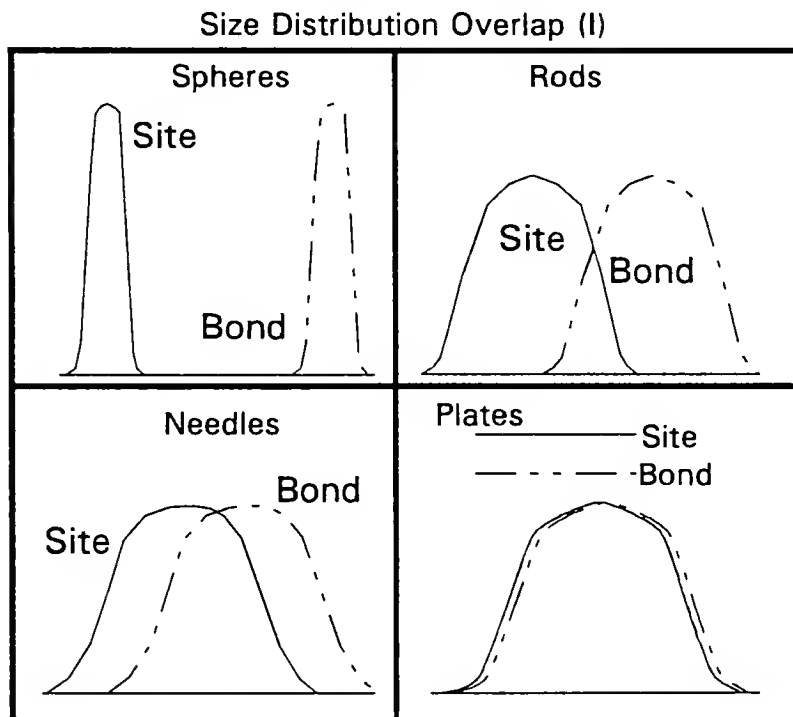 Size Distribution Overlap (I)
Spheres
Site
Bond
Rods
Site
Bond
Needles
Site
Bond
Plates
Site
Bond